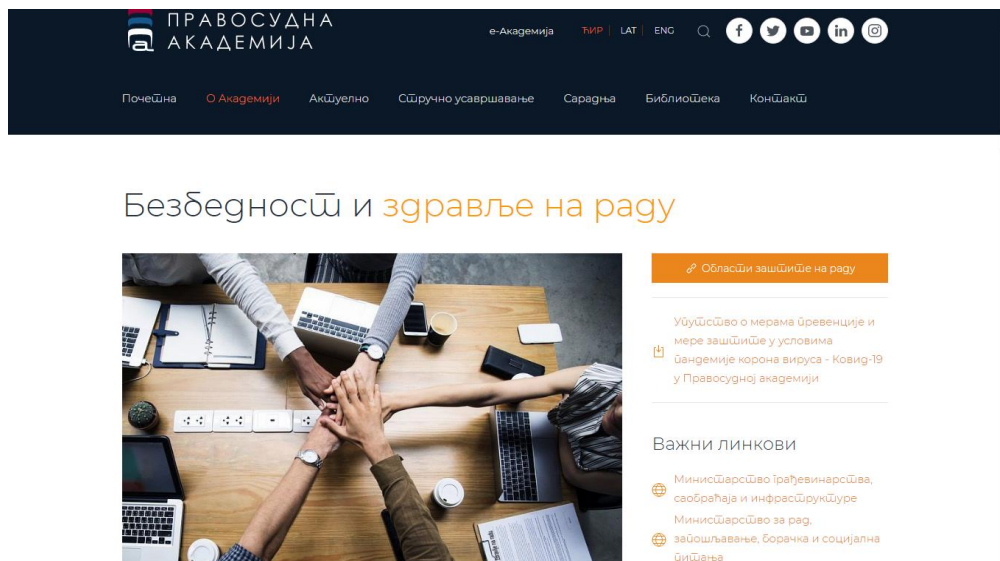 ПРАВОСУДНА
АКАДЕМИЈА
е-Академија ЋИР | LAT | ENG
Почетна О Академији Актуелно Стручно усавршавање Сарадња Библиотека Контакт
Безбедност и здравље на раду
Области заштите на раду
Упутство о мерама превенције и
мере заштите у условима
пандемије корона вируса - Ковид-19
у Правосудној академији
Важни линкови
Министарство грађевинарства,
саобраћаја и инфраструктуре
Министарство за рад,
запошљавање, борачка и социјална
питања